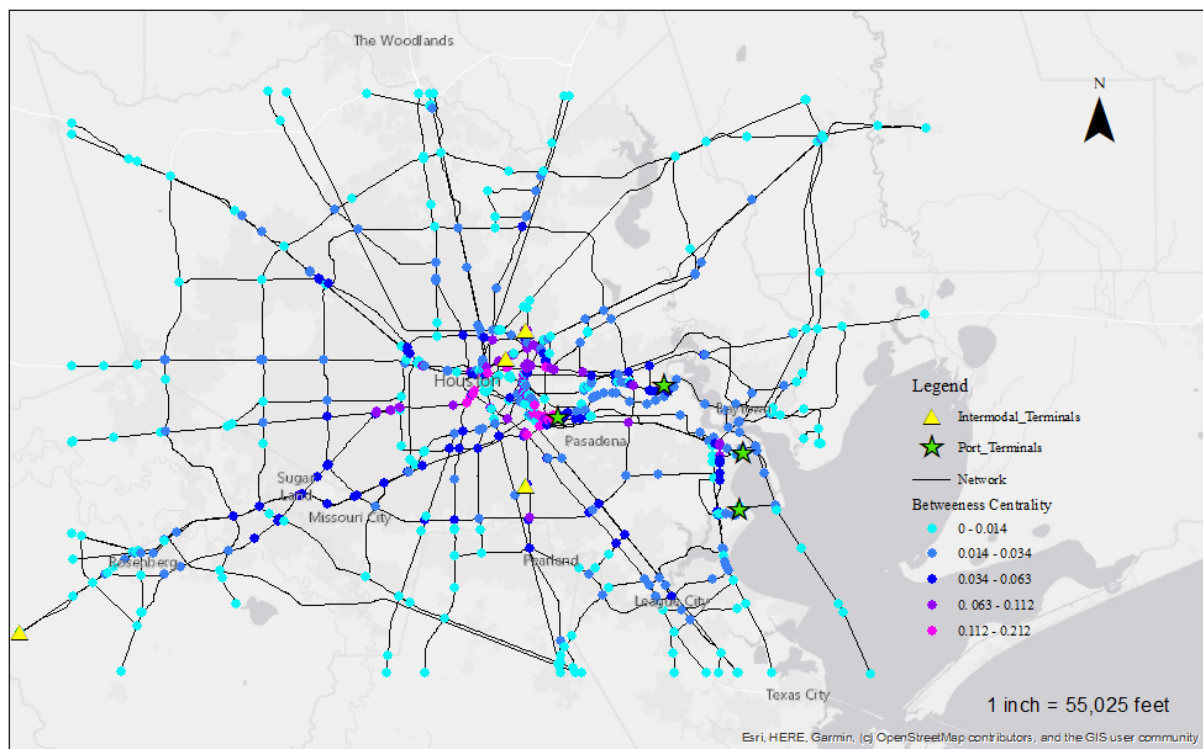 The Woodlands
N
Houston
Baytown
Pasadena
Sugar
Land
Missouri City
Rosenberg
Pearland
League City
Texas City
Legend
Intermodal_Terminals
Port_Terminals
Network
Betweeness Centrality
0 - 0.014
0.014 - 0.034
0.034 - 0.063
0. 063 - 0.112
0.112 - 0.212
1 inch = 55,025 feet
Esri, HERE, Garmin, (c) OpenStreetMap contributors, and the GIS user community